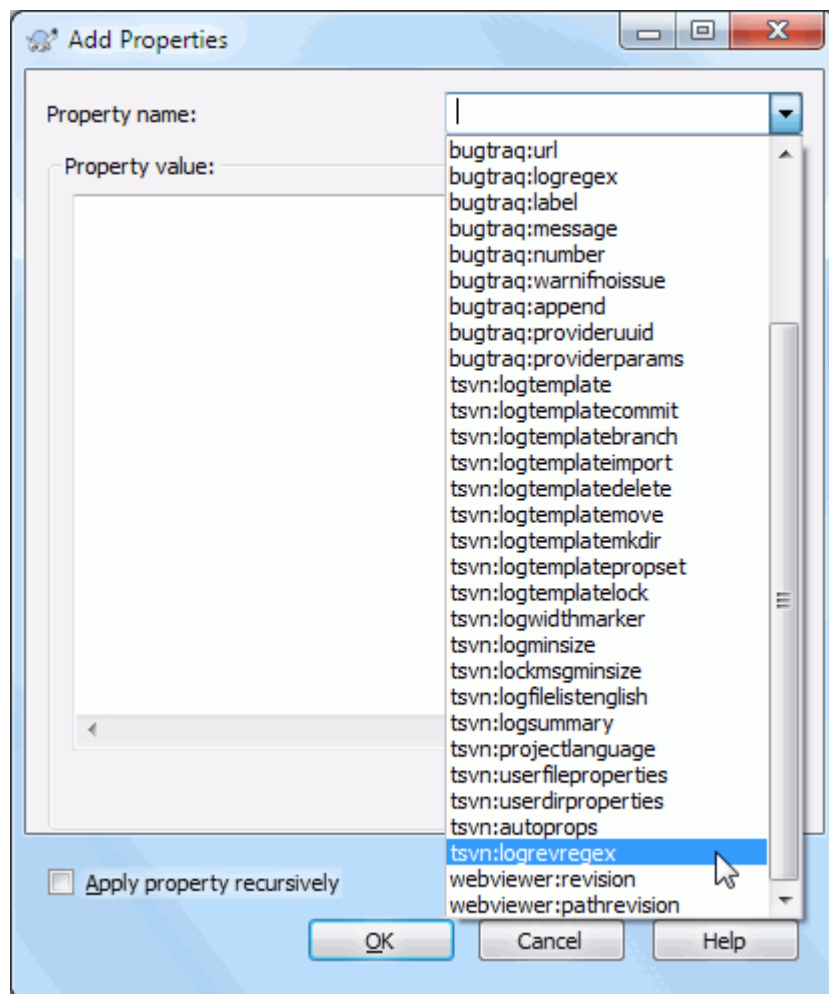 Add Properties
Property name:
Property value:
bugtraq:url
bugtraq:logregex
bugtraq:label
bugtraq:message
bugtraq:number
bugtraq:warnifnoissue
bugtraq:append
bugtraq:provideruuid
bugtraq:providerparams
tsvn:logtemplate
tsvn:logtemplatecommit
tsvn:logtemplatebranch
tsvn:logtemplateimport
tsvn:logtemplatedelete
tsvn:logtemplatemove
tsvn:logtemplatemkdir
tsvn:logtemplatepropset
tsvn:logtemplatelock
tsvn:logwidthmarker
tsvn:logminsize
tsvn:lockmsgminsize
tsvn:logfilelistenglish
tsvn:logsummary
tsvn:projectlanguage
tsvn:userfileproperties
tsvn:userdirproperties
tsvn:autoprops
tsvn:logrevregex
webviewer:revision
webviewer:pathrevision
Apply property recursively
OK Cancel Help